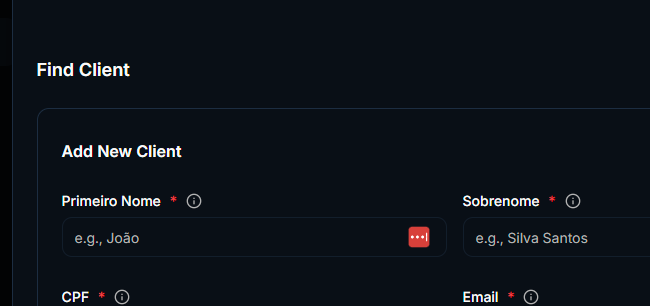 Find Client
Add New Client
Primeiro Nome *
Sobrenome *
e.g., João
e.g., Silva Santos
CPF *
Email *